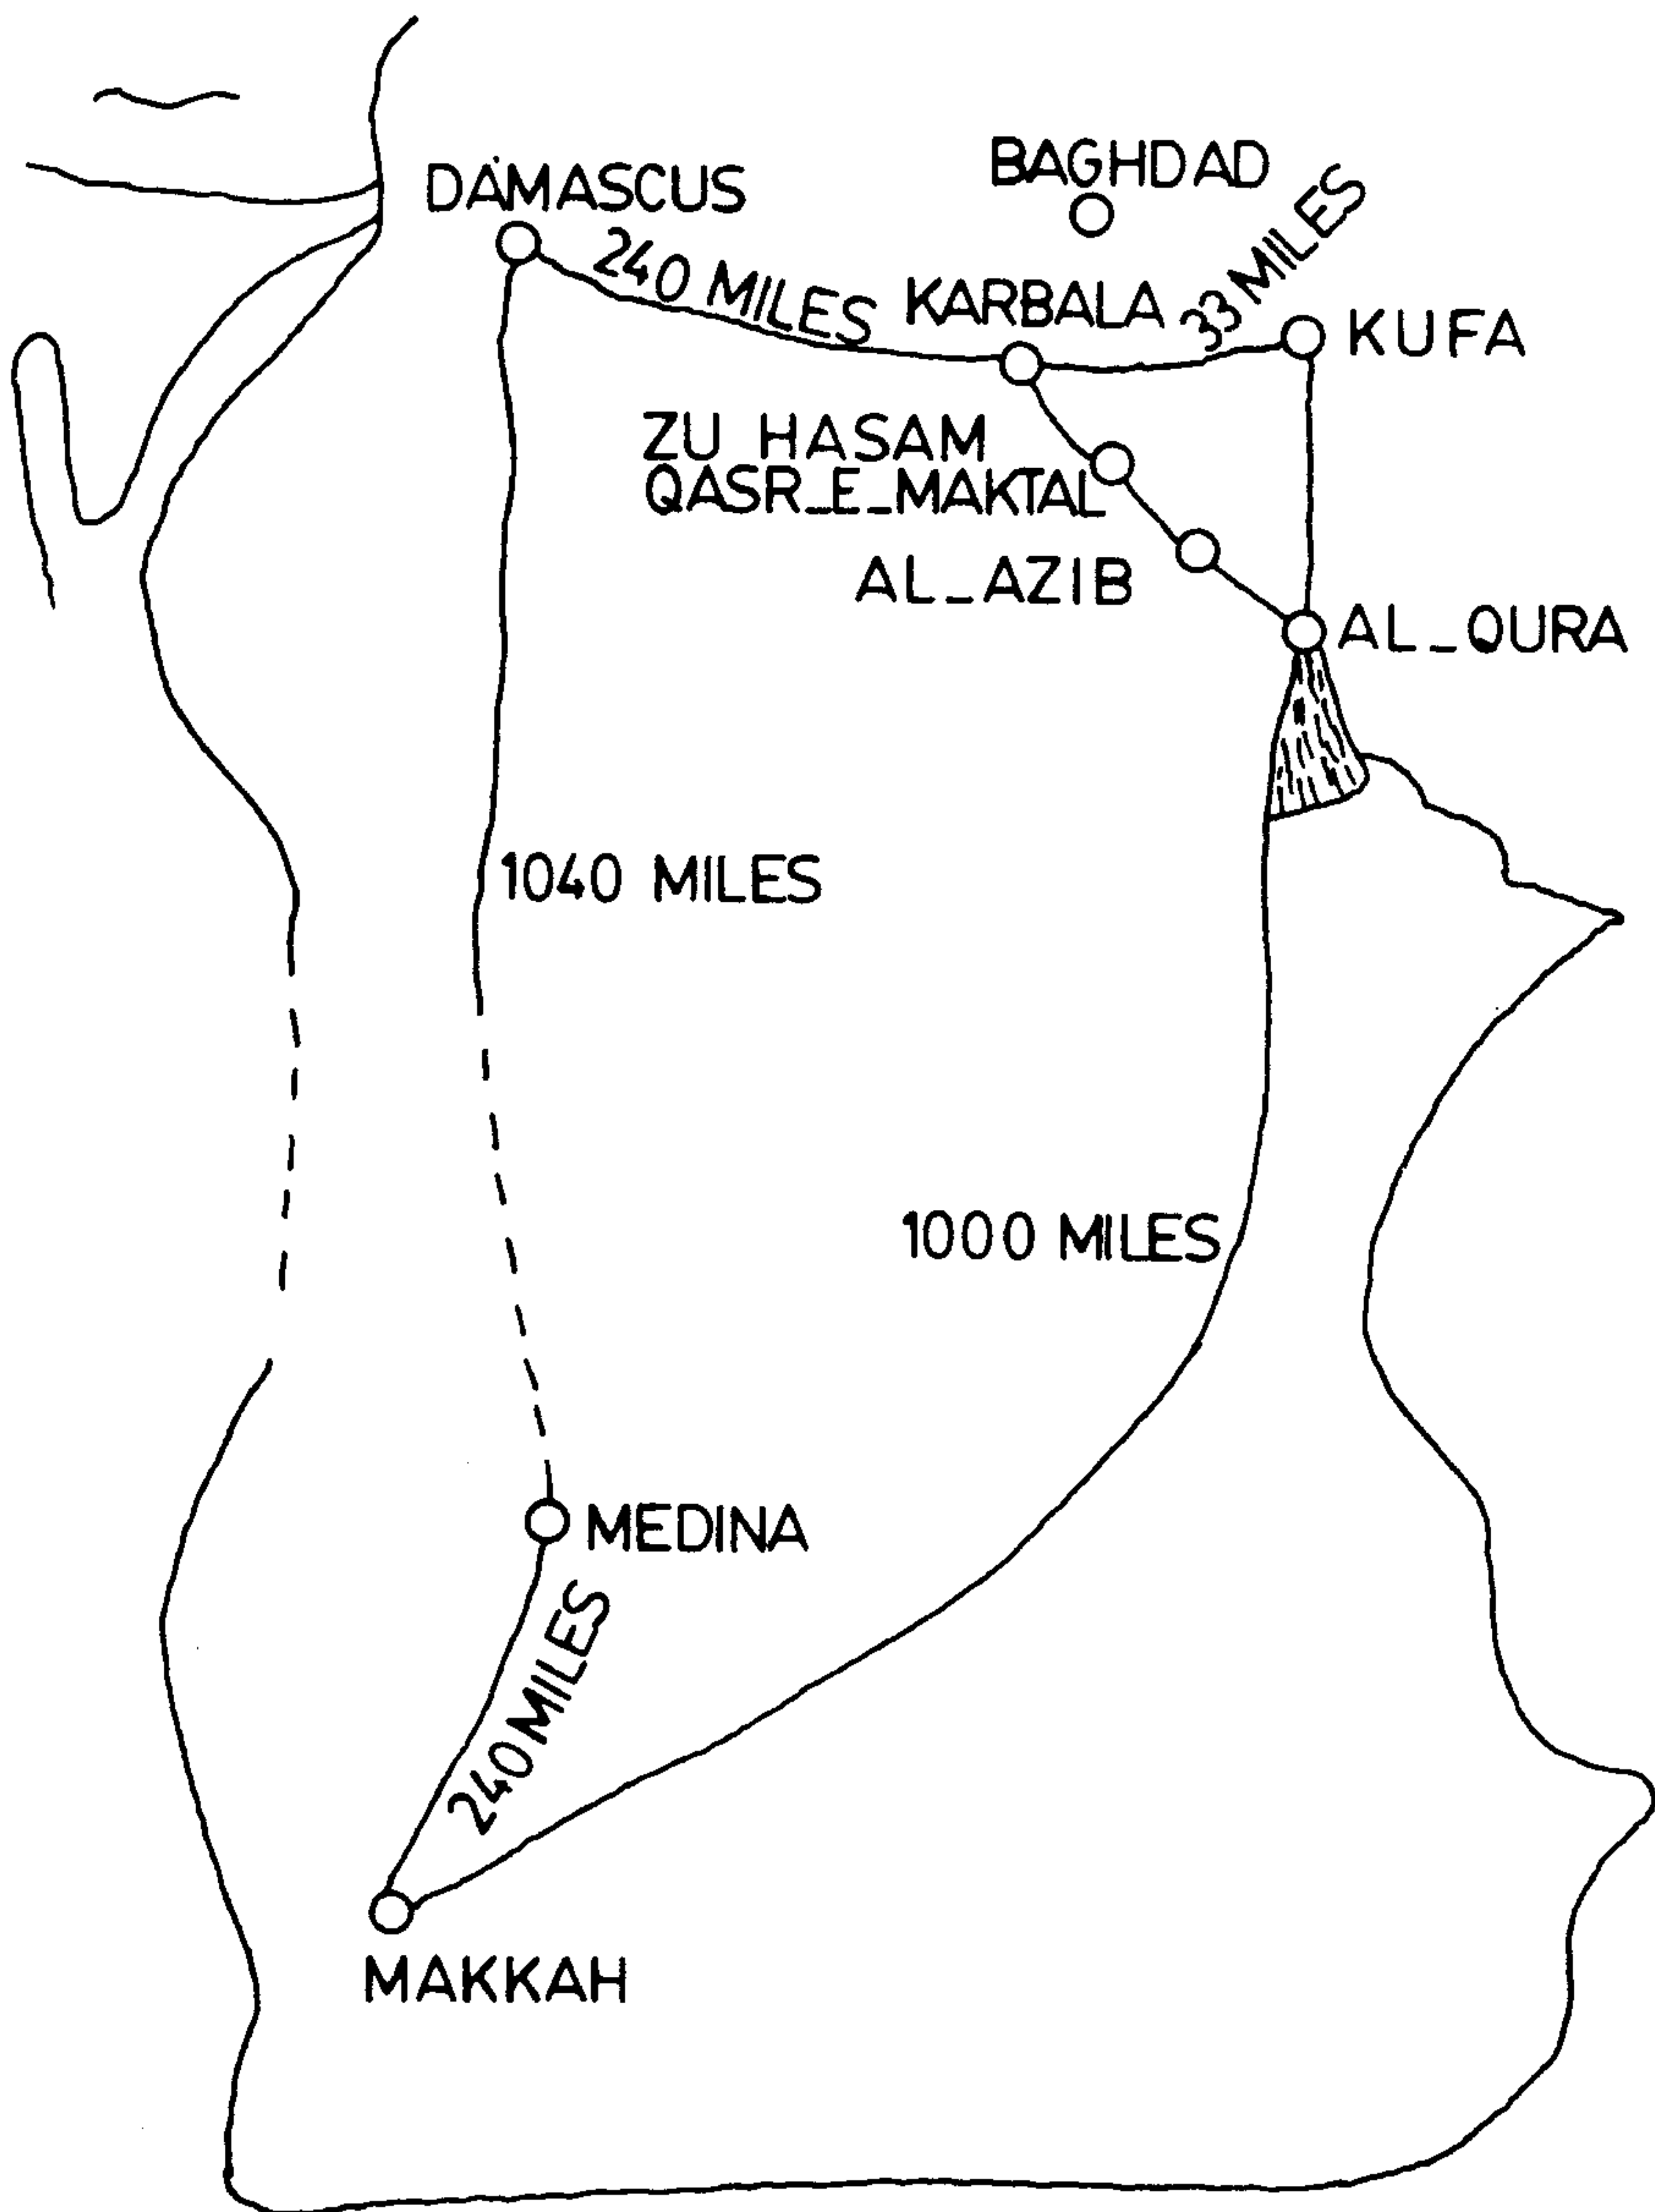 BAGHDAD
DAMASCUS
240 MILES
KARBALA
33 MILES
KUFA
ZU HASAM
QASR_E_MAKTAL
AL_AZIB
AL_QURA
1040 MILES
1000 MILES
MEDINA
240 MILES
MAKKAH